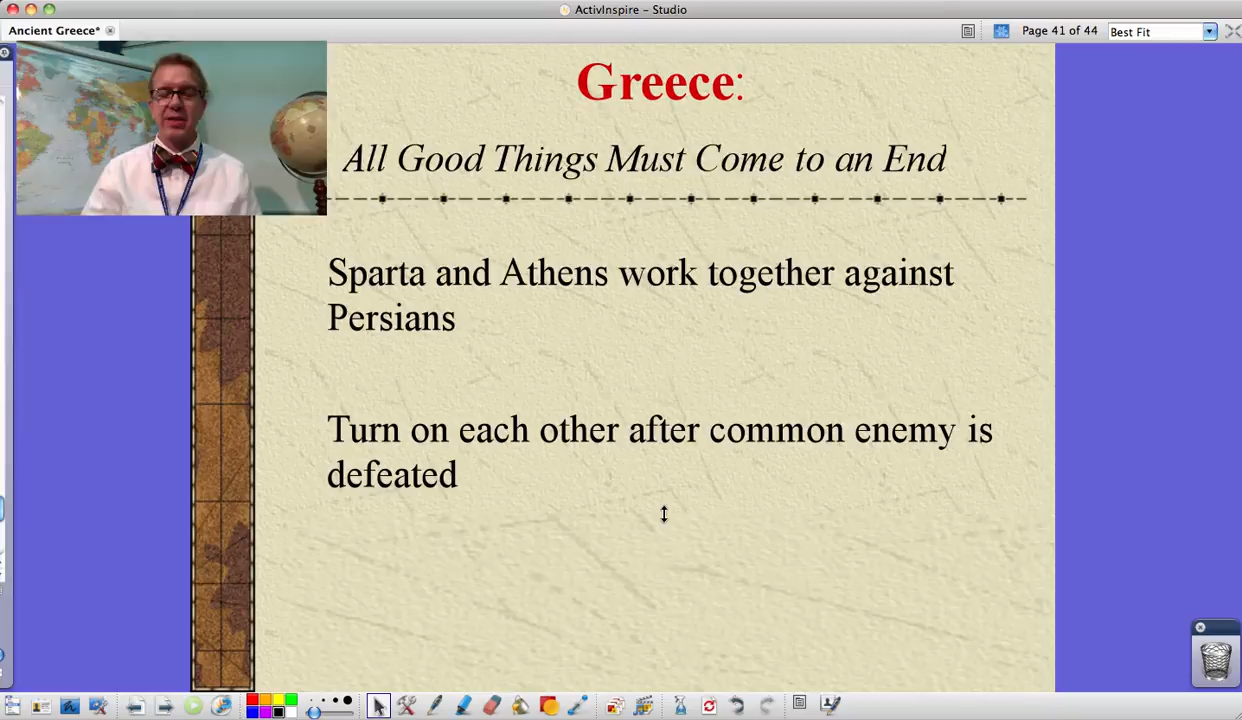 ActivInspire - Studio
Ancient Greece*
Page 41 of 44
Best Fit
Greece:
All Good Things Must Come to an End
Sparta and Athens work together against
Persians
Turn on each other after common enemy is
defeated